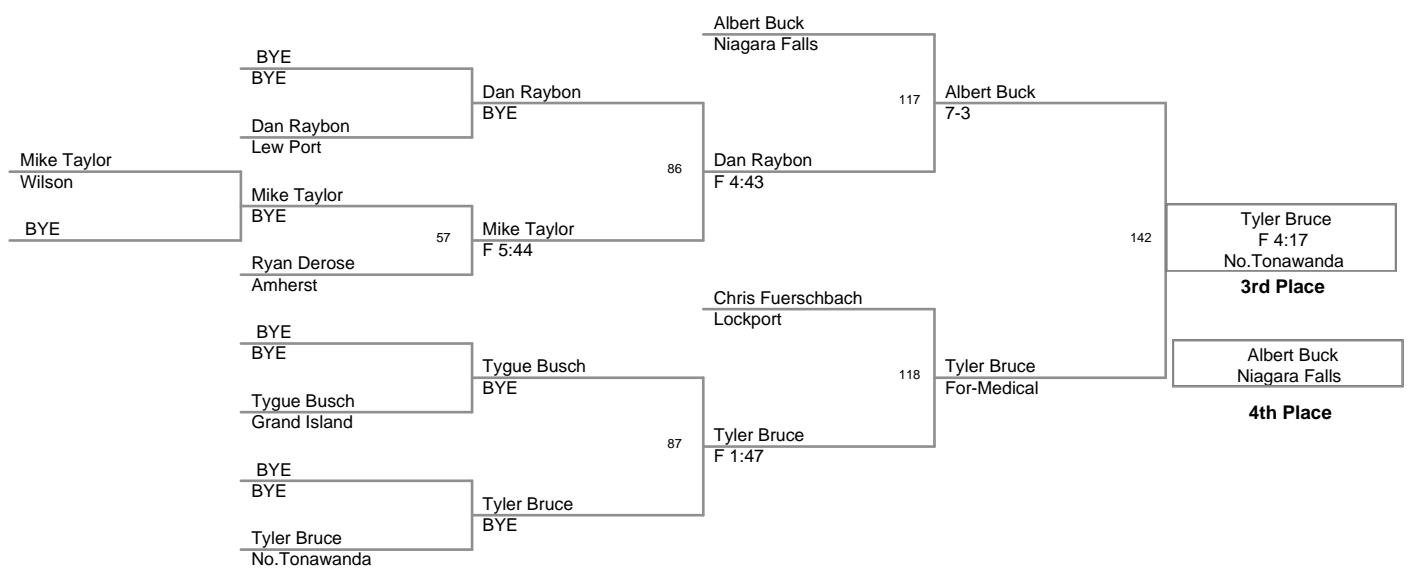 Mike Taylor
Wilson
BYE
BYE
BYE
Dan Raybon
Lew Port
Mike Taylor
BYE
57
Ryan Derose
Amherst
BYE
BYE
Tygue Busch
Grand Island
BYE
BYE
Tyler Bruce
No.Tonawanda
Dan Raybon
BYE
86
Mike Taylor
F 5:44
Tygue Busch
BYE
87
Tyler Bruce
BYE
Albert Buck
Niagara Falls
117
Dan Raybon
F 4:43
Chris Fuerschbach
Lockport
118
Tyler Bruce
F 1:47
Albert Buck
7-3
142
Tyler Bruce
For-Medical
Tyler Bruce
F 4:17
No.Tonawanda
3rd Place
Albert Buck
Niagara Falls
4th Place